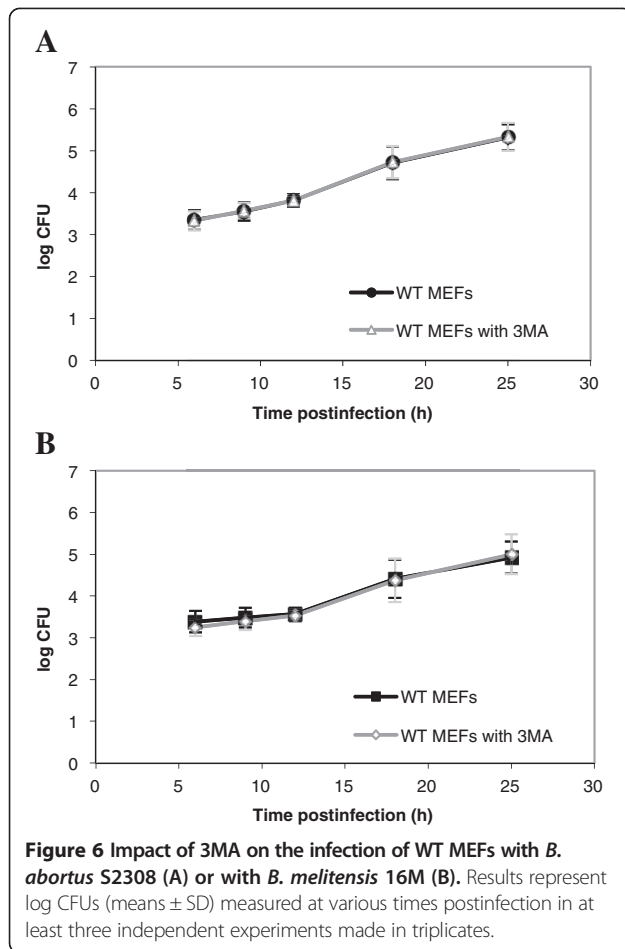 A
7
6
5
4
3
2
1
0
log CFU
WT MEFs
WT MEFs with 3MA
0 5 10 15 20 25 30
Time postinfection (h)
B
7
6
5
4
3
2
1
0
log CFU
WT MEFs
WT MEFs with 3MA
0 5 10 15 20 25 30
Time postinfection (h)
Figure 6 Impact of 3MA on the infection of WT MEFs with B.
abortus S2308 (A) or with B. melitensis 16M (B). Results represent
log CFUs (means ± SD) measured at various times postinfection in at
least three independent experiments made in triplicates.